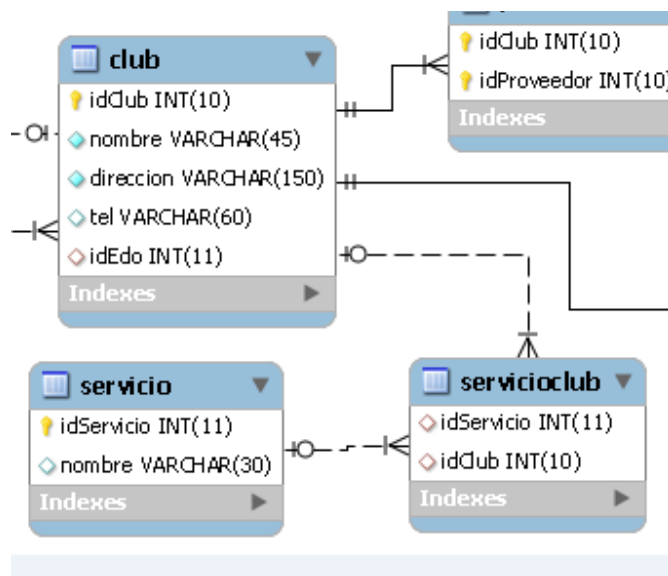 club
idClub INT(10)
nombre VARCHAR(45)
direccion VARCHAR(150)
tel VARCHAR(60)
idEdo INT(11)
Indexes
idClub INT(10)
idProveedor INT(10)
Indexes
servicio
idServicio INT(11)
nombre VARCHAR(30)
Indexes
servicioclub
idServicio INT(11)
idClub INT(10)
Indexes